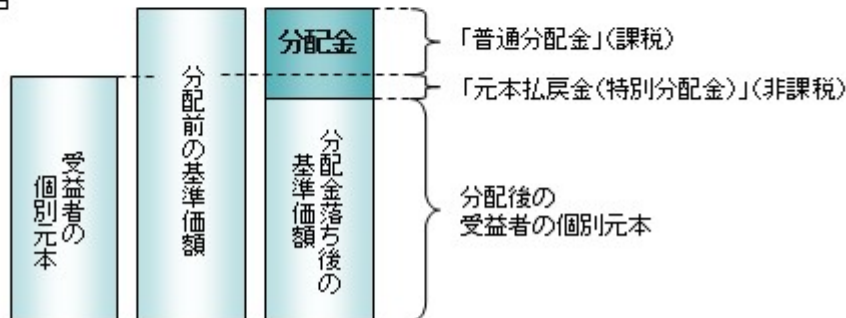 受益者の
個別元本
分配前の基準価額
分配金
分配金落ち後の
基準価額
「普通分配金」(課税)
「元本払戻金(特別分配金)」(非課税)
分配後の
受益者の個別元本